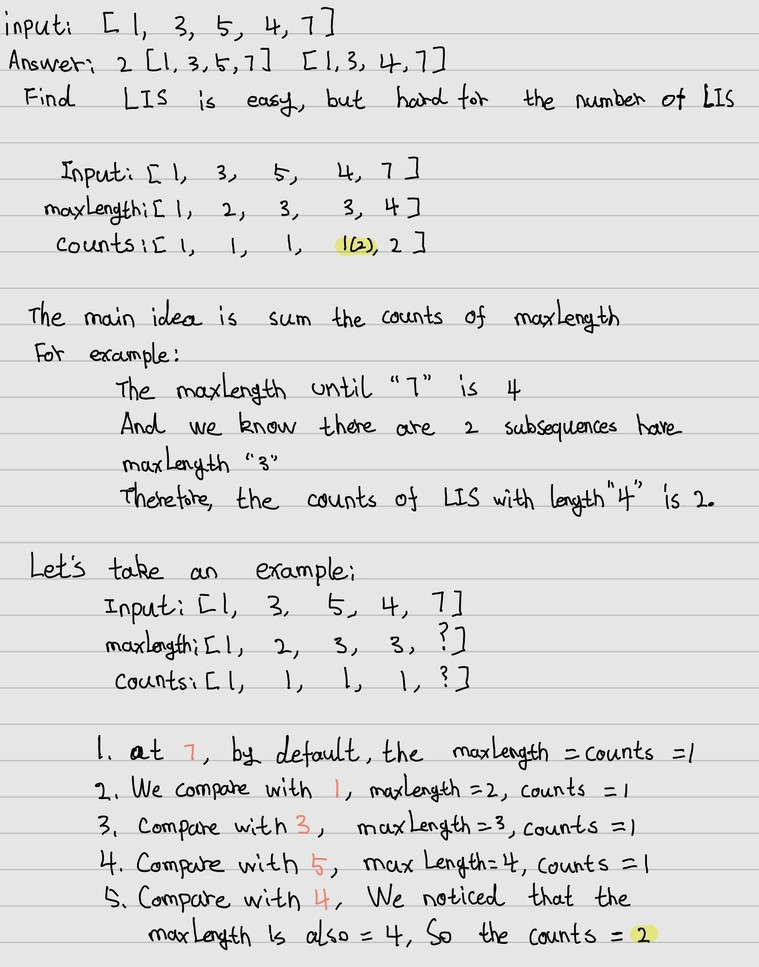 input: [ 1, 3, 5, 4, 7 ]
Answer: 2 [1, 3, 5, 7] [1, 3, 4, 7]
Find LIS is easy, but hard for the number of LIS
Input: [ 1, 3, 5, 4, 7 ]
maxLength: [ 1, 2, 3, 3, 4 ]
counts: [ 1, 1, 1, 1(2), 2 ]
The main idea is sum the counts of maxLength
For example:
The maxLength until "7" is 4
And we know there are 2 subsequences have
maxLength "3"
Therefore, the counts of LIS with length "4" is 2.
Let's take an example:
Input: [1, 3, 5, 4, 7]
maxlength: [1, 2, 3, 3, ?]
counts: [1, 1, 1, 1, ?]
1. at 7, by default, the maxLength = counts = 1
2. We compare with 1, maxLength = 2, counts = 1
3. Compare with 3, maxLength = 3, counts = 1
4. Compare with 5, max Length = 4, counts = 1
5. Compare with 4, We noticed that the
maxLength is also = 4, So the counts = 2